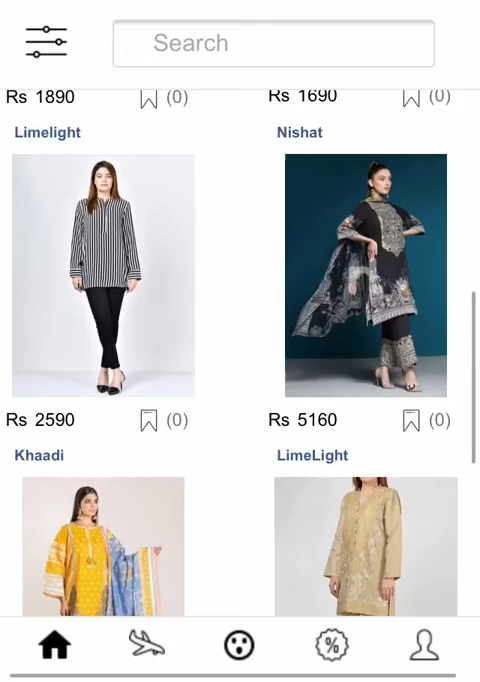 Search
Rs 1890 (0) Rs 1690 (0)
Limelight Nishat
Rs 2590 (0) Rs 5160 (0)
Khaadi LimeLight
%